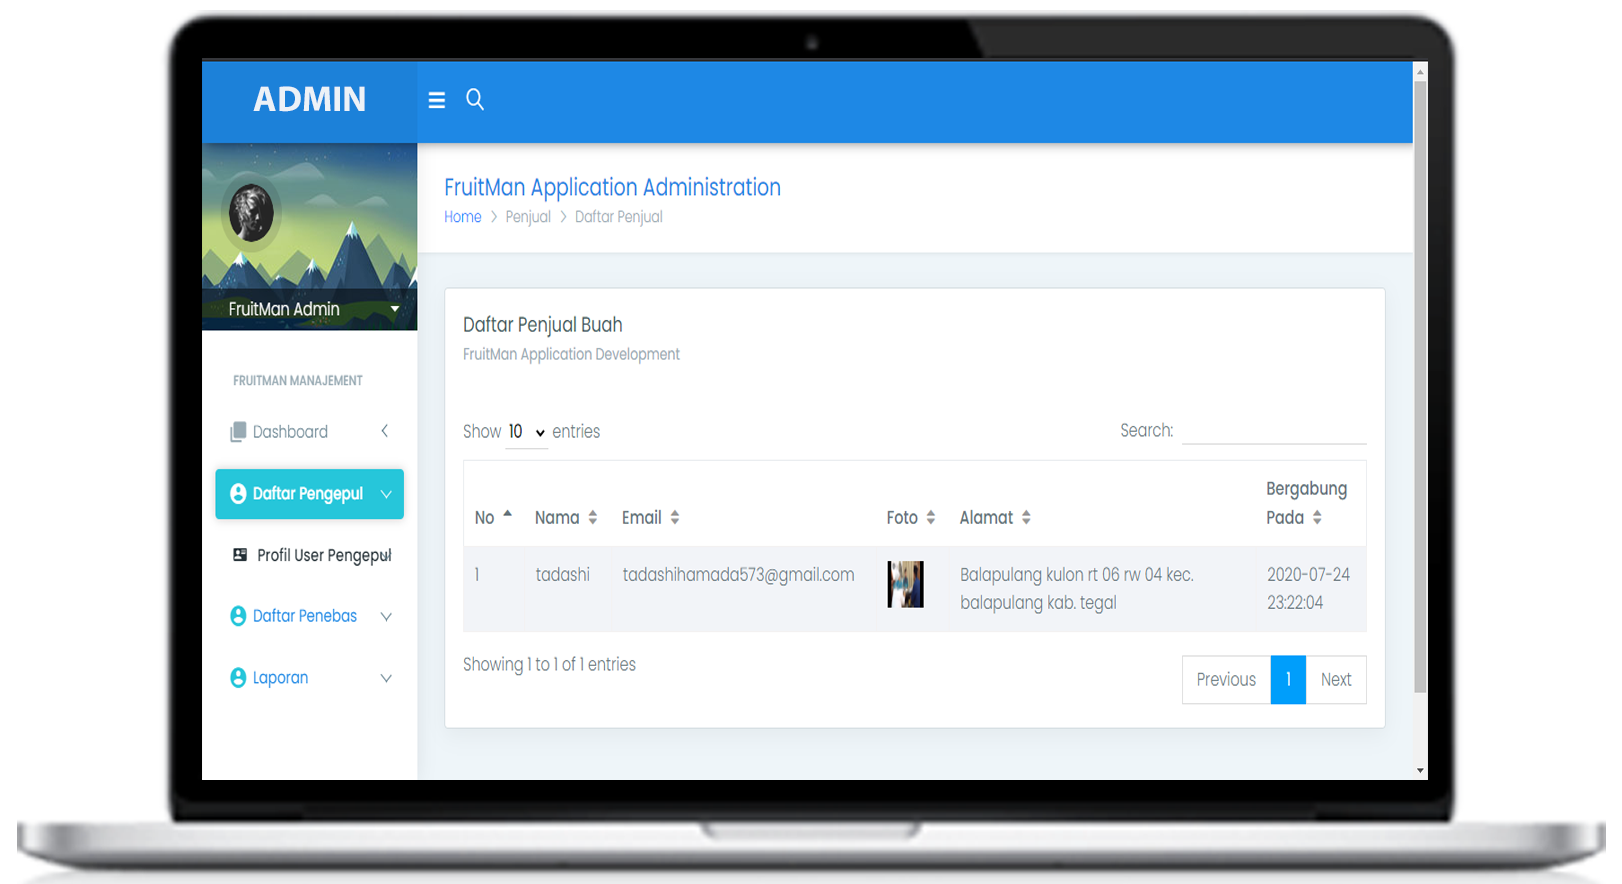 ADMIN
FruitMan Application Administration
Home > Penjual > Daftar Penjual
FruitMan Admin
FRUITMAN MANAJEMENT
Dashboard
Daftar Pengepul
Profil User Pengepul
Daftar Penebas
Laporan
Daftar Penjual Buah
FruitMan Application Development
Show 10 entries
Search:
No Nama Email Foto Alamat Bergabung Pada
1 tadashi tadashihamada573@gmail.com Balapulang kulon rt 06 rw 04 kec. 2020-07-24
balapulang kab. tegal 23:22:04
Showing 1 to 1 of 1 entries
Previous 1 Next